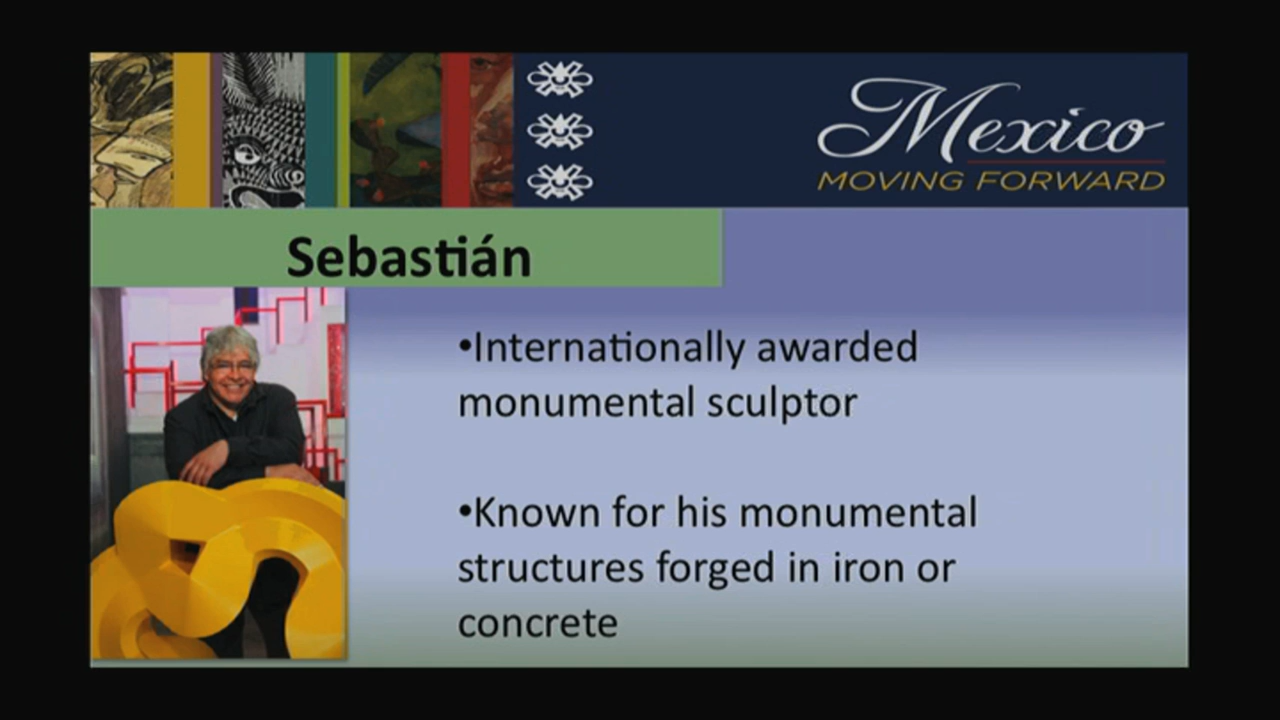 Mexico
MOVING FORWARD
Sebastián
•Internationally awarded
monumental sculptor
•Known for his monumental
structures forged in iron or
concrete